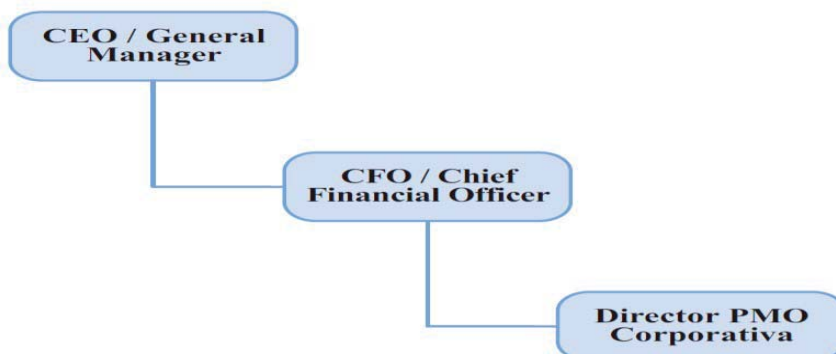 CEO / General
Manager
CFO / Chief
Financial Officer
Director PMO
Corporativa